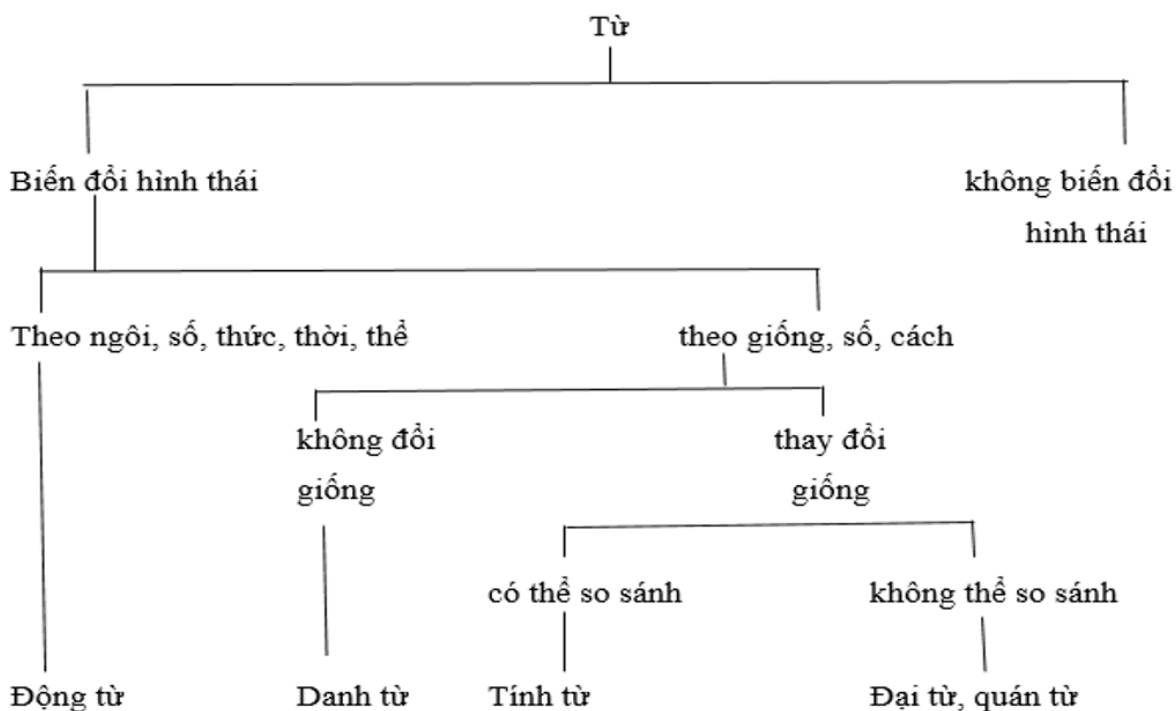 Từ
Biến đổi hình thái
không biến đổi
hình thái
Theo ngôi, số, thức, thời, thể
theo giống, số, cách
không đổi
giống
thay đổi
giống
có thể so sánh
không thể so sánh
Động từ
Danh từ
Tính từ
Đại từ, quán từ